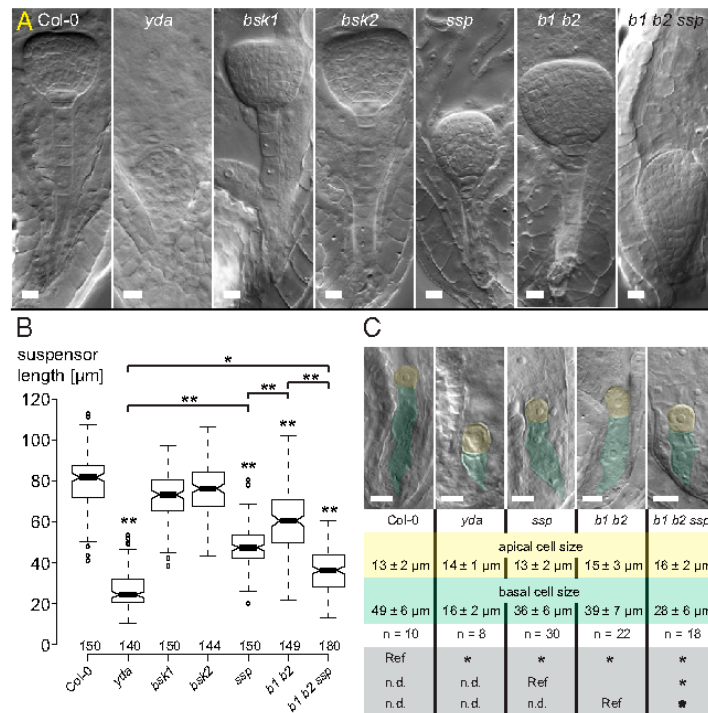 A Col-0 yda bsk1 bsk2 ssp b1 b2 b1 b2 ssp
B
suspensor
length [µm]
* 
** ** **
** ** ** **
120
100
80
60
40
20
0
150 140 150 144 150 149 180
Col-0 yda bsk1 bsk2 ssp b1 b2 b1 b2 ssp
C
Col-0 yda ssp b1 b2 b1 b2 ssp
apical cell size
13 ± 2 µm 14 ± 1 µm 13 ± 2 µm 15 ± 3 µm 16 ± 2 µm
basal cell size
49 ± 6 µm 16 ± 2 µm 36 ± 6 µm 39 ± 7 µm 28 ± 6 µm
n = 10 n = 8 n = 30 n = 22 n = 18
Ref * * * *
n.d. n.d. Ref *
n.d. n.d. Ref *